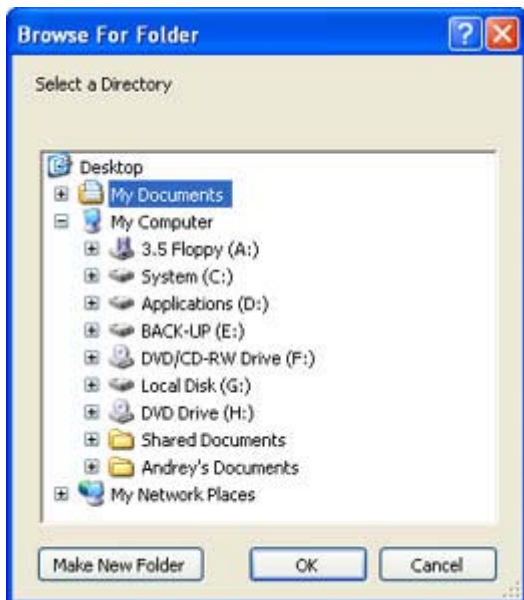 Browse For Folder
Select a Directory
Desktop
My Documents
My Computer
3.5 Floppy (A:)
System (C:)
Applications (D:)
BACK-UP (E:)
DVD/CD-RW Drive (F:)
Local Disk (G:)
DVD Drive (H:)
Shared Documents
Andrey's Documents
My Network Places
Make New Folder OK Cancel